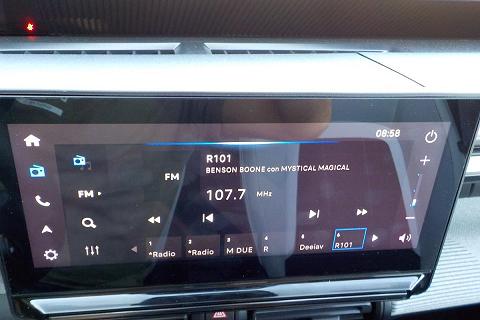 08:58
R101
BENSON BOONE con MYSTICAL MAGICAL
FM
FM
107.7 MHz
1 2 3 4 6
*Radio *Radio M DUE R Deejay R101